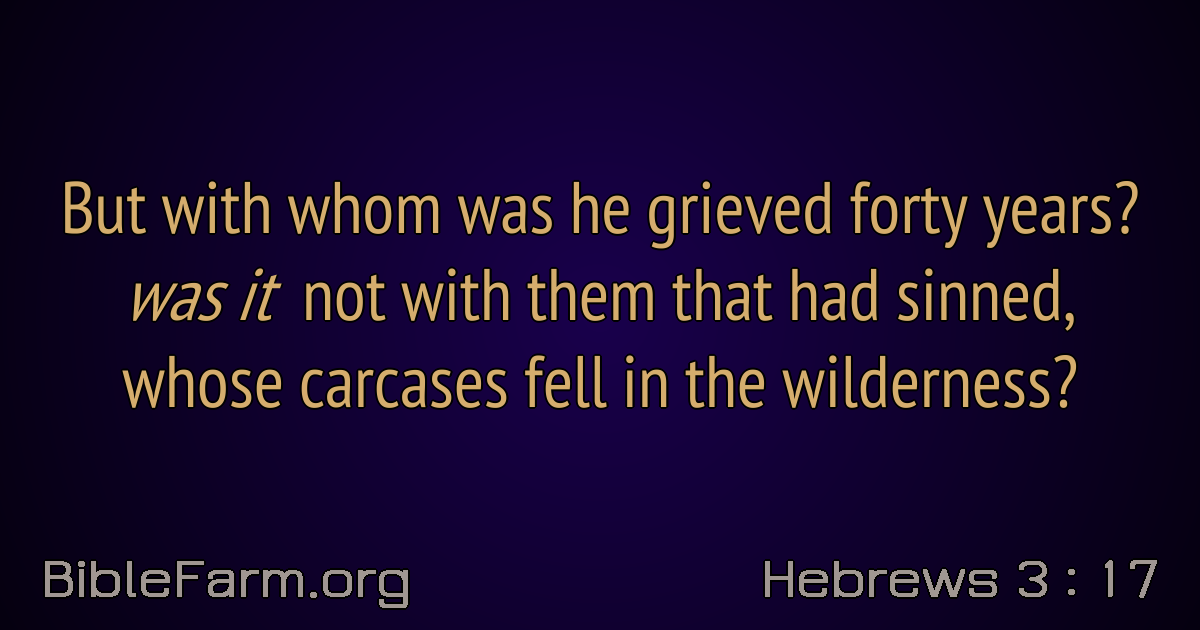 But with whom was he grieved forty years?
was it not with them that had sinned,
whose carcases fell in the wilderness?
BibleFarm.org
Hebrews 3 : 17